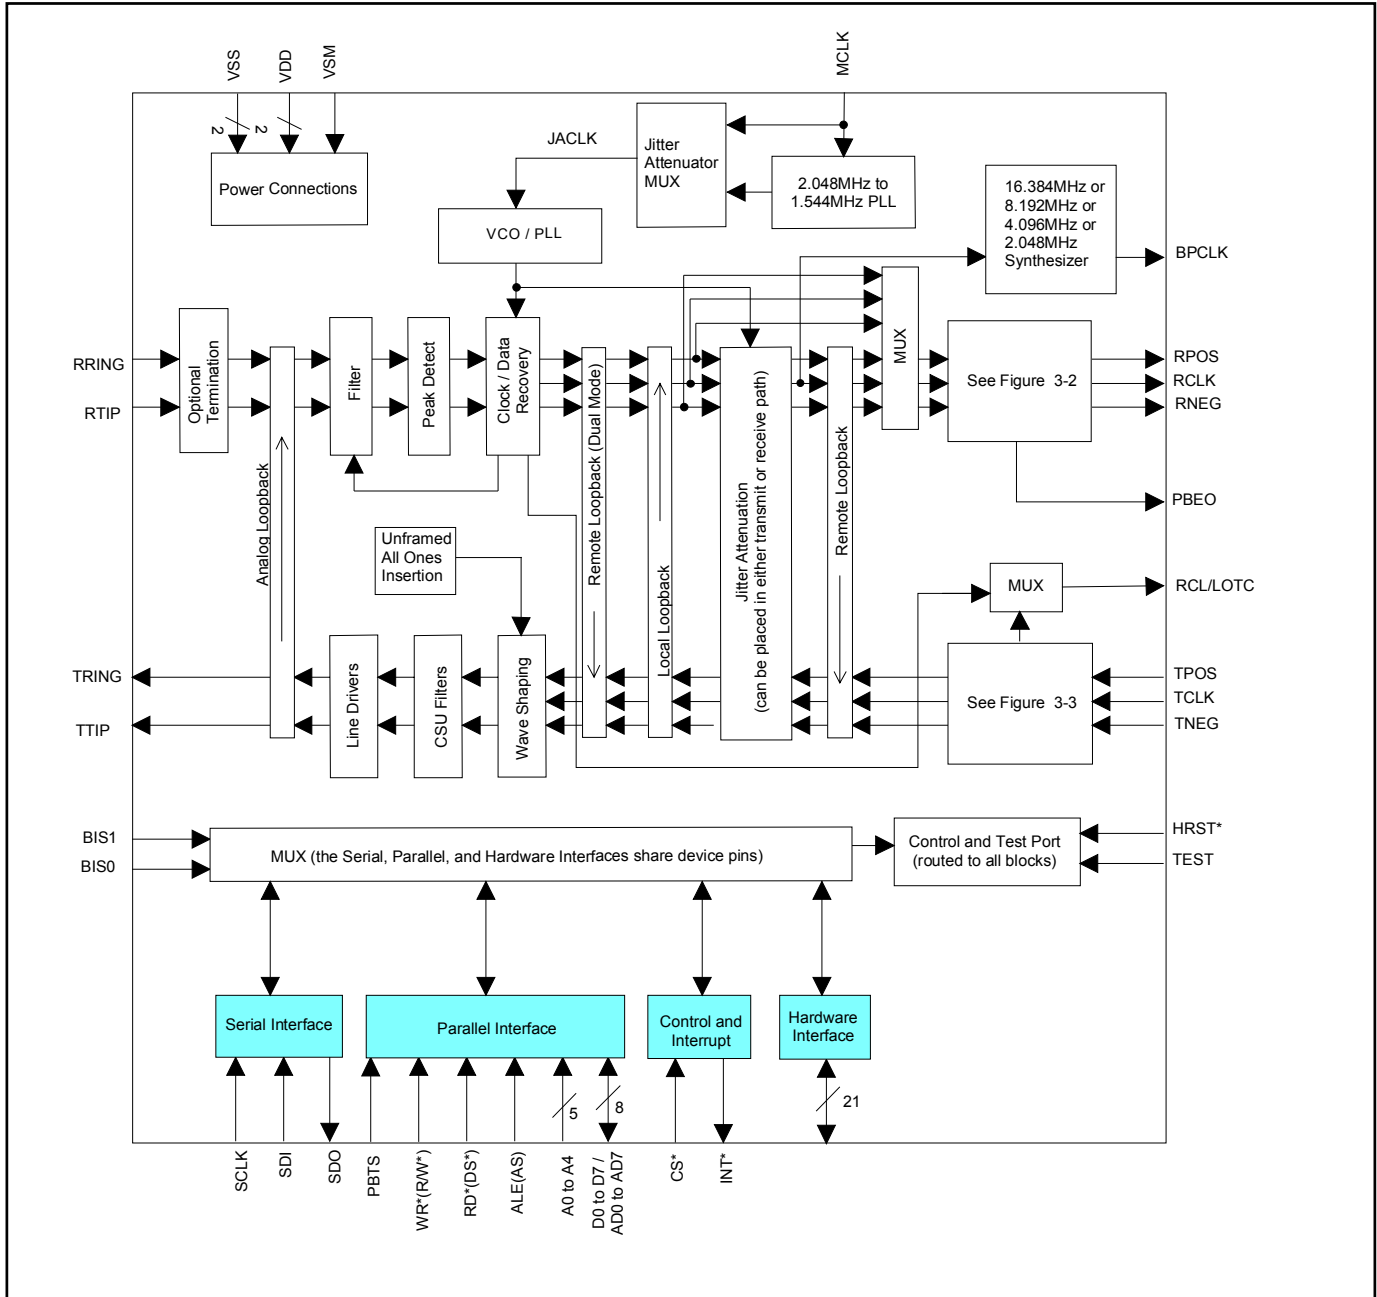 VSS
VDD
VSM
MCLK
2
2
Power Connections
JACLK
Jitter
Attenuator
MUX
2.048MHz to
1.544MHz PLL
16.384MHz or
8.192MHz or
4.096MHz or
2.048MHz
Synthesizer
BPCLK
VCO / PLL
RRING
RTIP
Optional
Termination
Analog Loopback
Filter
Peak Detect
Clock / Data
Recovery
Remote Loopback (Dual Mode)
Local Loopback
Jitter Attenuation
(can be placed in either transmit or receive path)
Remote Loopback
MUX
See Figure 3-2
RPOS
RCLK
RNEG
PBEO
Unframed
All Ones
Insertion
MUX
RCL/LOTC
TRING
TTIP
Line Drivers
CSU Filters
Wave Shaping
See Figure 3-3
TPOS
TCLK
TNEG
BIS1
BIS0
MUX (the Serial, Parallel, and Hardware Interfaces share device pins)
Control and Test Port
(routed to all blocks)
HRST*
TEST
Serial Interface
Parallel Interface
Control and
Interrupt
Hardware
Interface
5
8
21
SCLK
SDI
SDO
PBTS
WR*(R/W*)
RD*(DS*)
ALE(AS)
A0 to A4
D0 to D7 /
AD0 to AD7
CS*
INT*